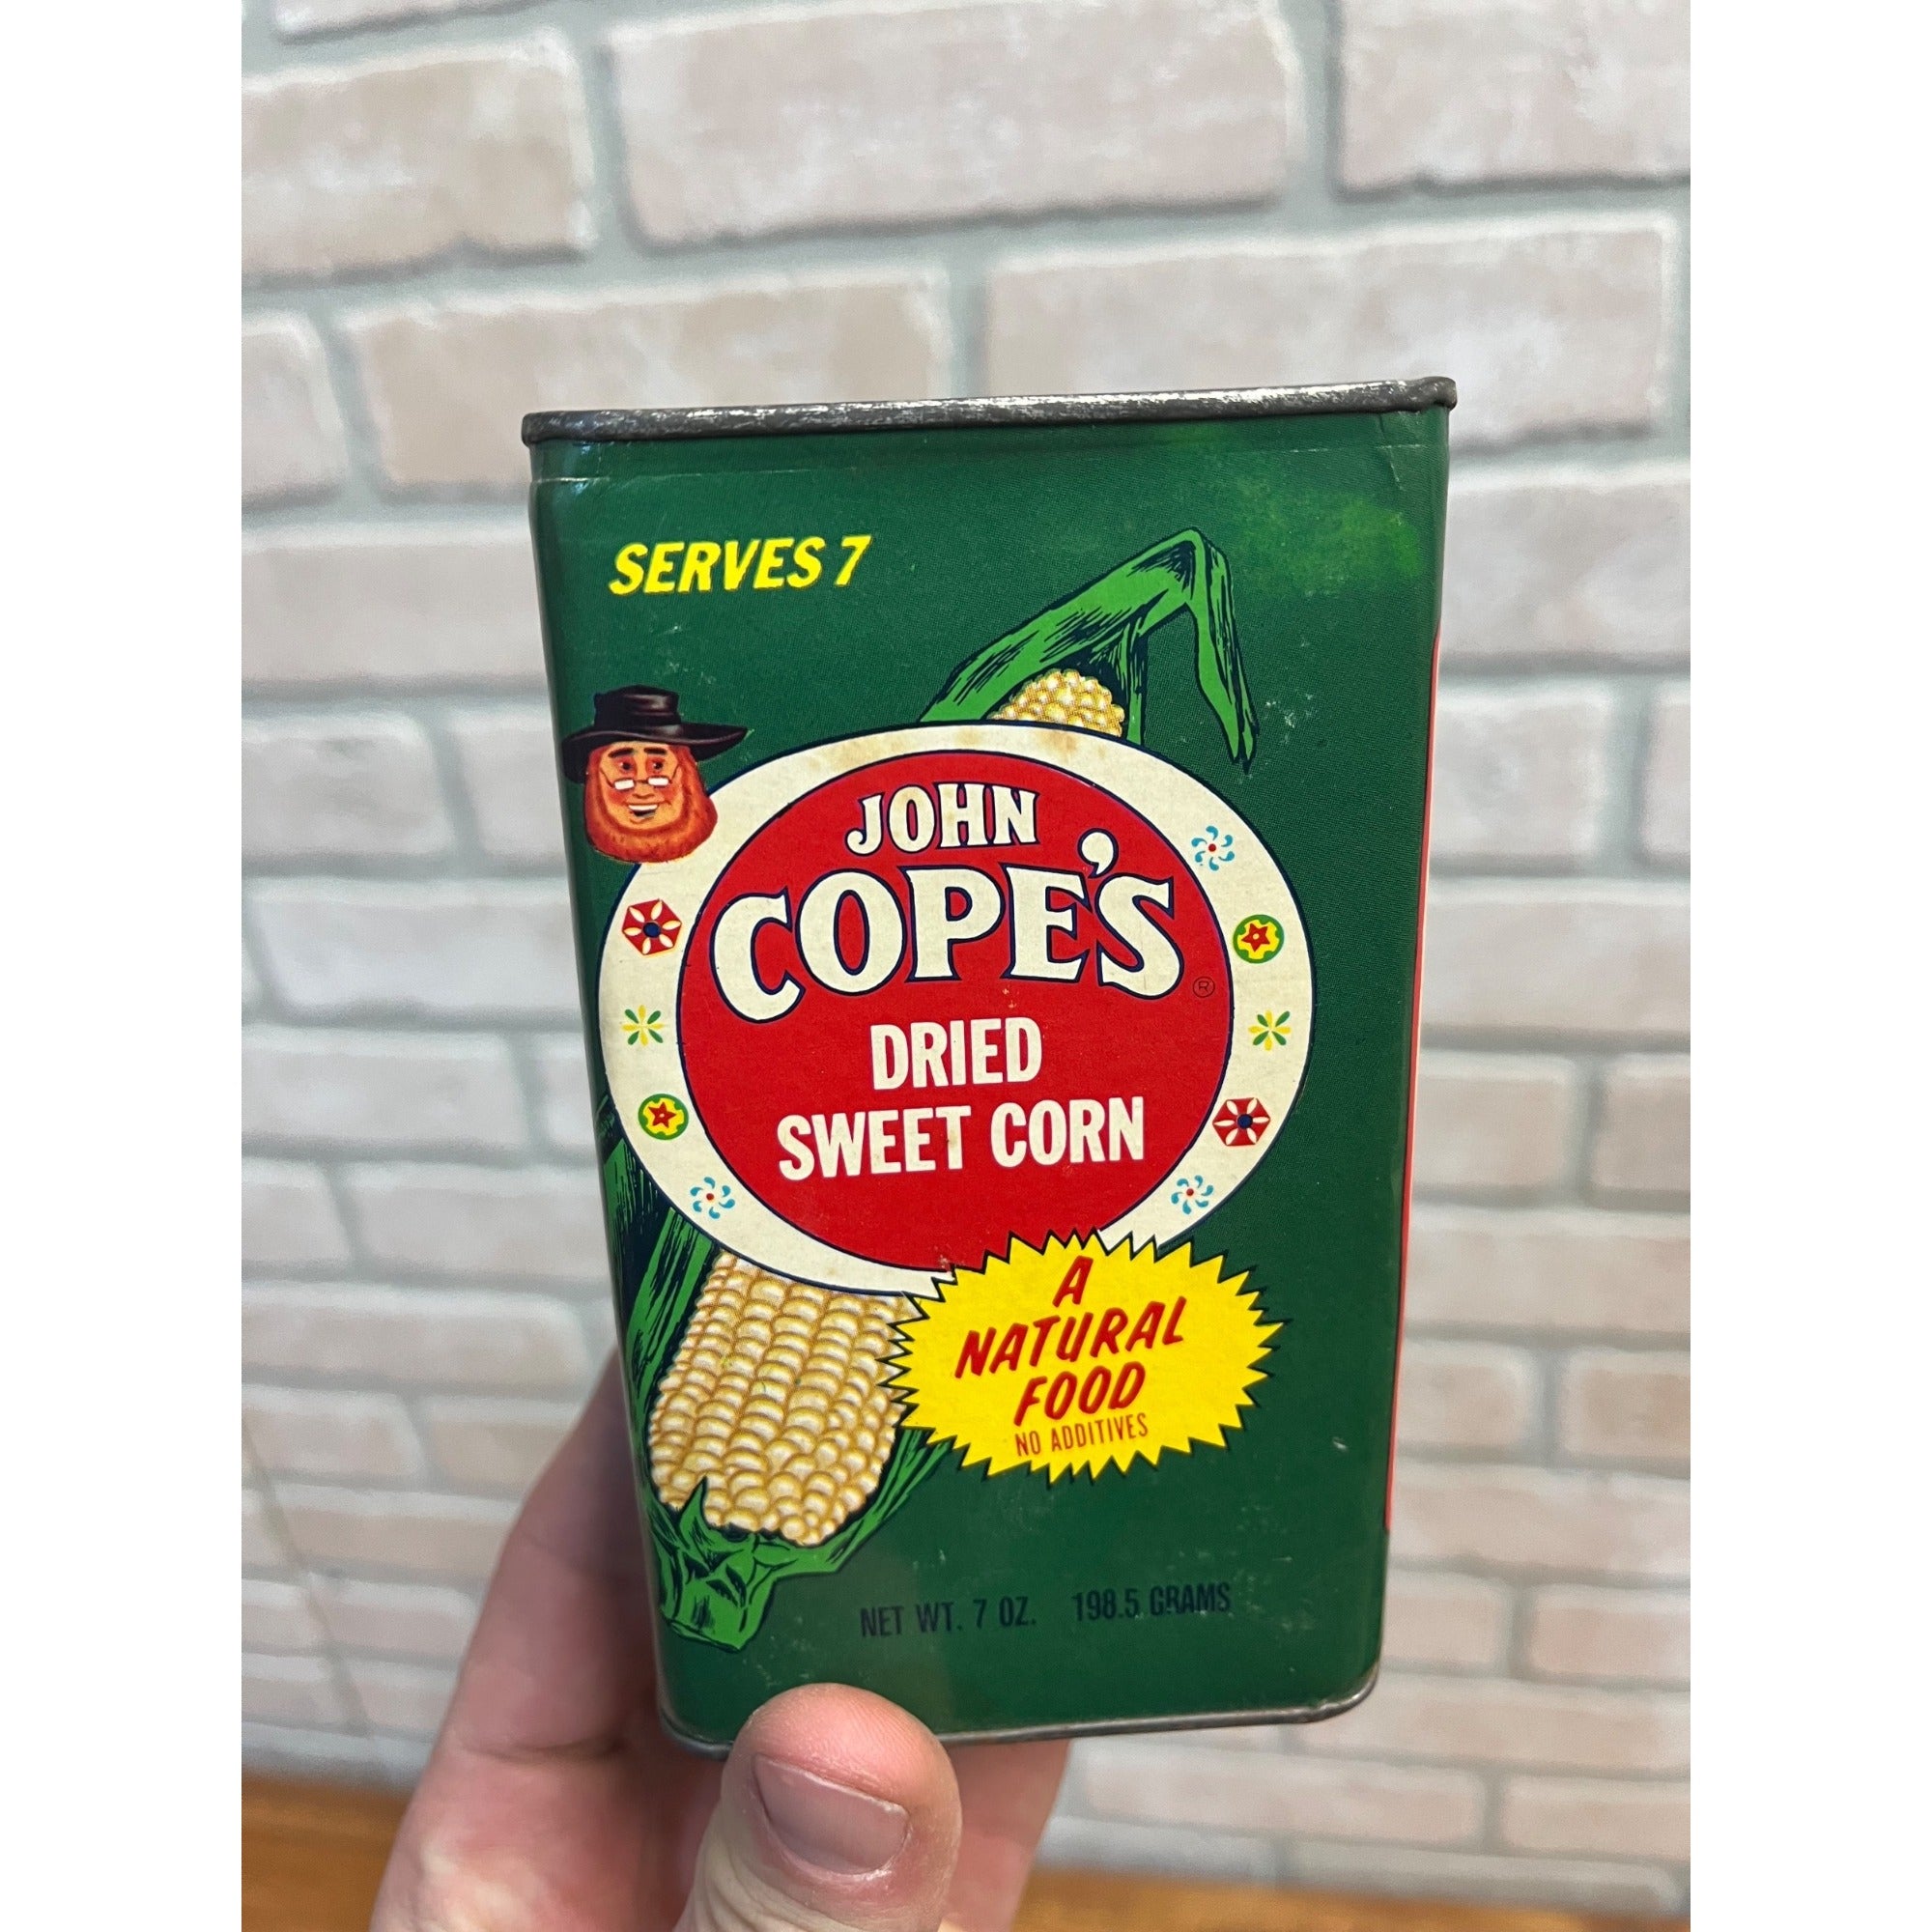 SERVES 7
JOHN
COPE'S ®
DRIED
SWEET CORN
A
NATURAL
FOOD
NO ADDITIVES
NET WT. 7 OZ. 198.5 GRAMS